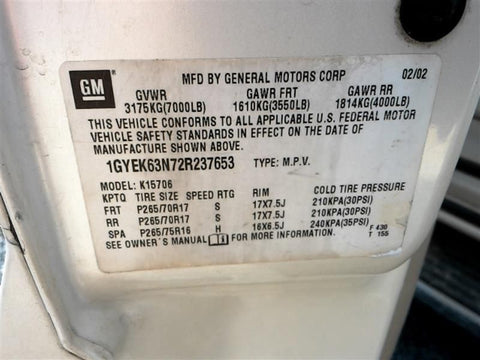 GM
MFD BY GENERAL MOTORS CORP 02/02
GVWR GAWR FRT GAWR RR
3175KG(7000LB) 1610KG(3550LB) 1814KG(4000LB)
THIS VEHICLE CONFORMS TO ALL APPLICABLE U.S. FEDERAL MOTOR
VEHICLE SAFETY STANDARDS IN EFFECT ON THE DATE OF
MANUFACTURE SHOWN ABOVE.
1GYEK63N72R237653 TYPE: M.P.V.
MODEL: K15706
KPTQ TIRE SIZE SPEED RTG RIM COLD TIRE PRESSURE
FRT P265/70R17 S 17X7.5J 210KPA(30PSI)
RR P265/70R17 S 17X7.5J 210KPA(30PSI)
SPA P265/75R16 H 16X6.5J 240KPA(35PSI)
SEE OWNER'S MANUAL FOR MORE INFORMATION. F 430
T 155